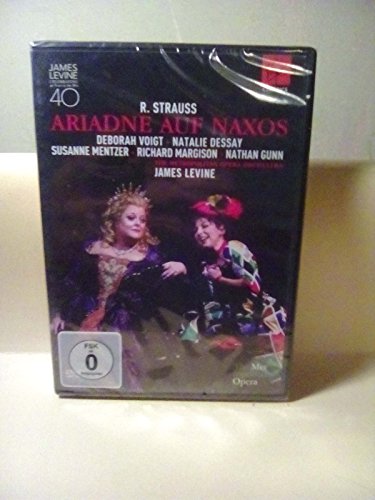 JAMES
LEVINE
40
R. STRAUSS
ARIADNE AUF NAXOS
DEBORAH VOIGT · NATALIE DESSAY
SUSANNE MENTZER · RICHARD MARGISON · NATHAN GUNN
THE METROPOLITAN OPERA ORCHESTRA
JAMES LEVINE
FSK
0
Met
Opera